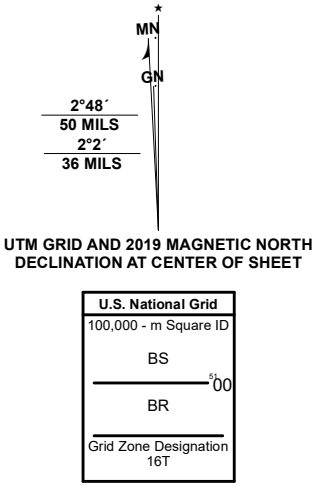 MN
GN
2°48´
50 MILS
2°2´
36 MILS
UTM GRID AND 2019 MAGNETIC NORTH
DECLINATION AT CENTER OF SHEET
U.S. National Grid
100,000 - m Square ID
BS
5100
BR
Grid Zone Designation
16T